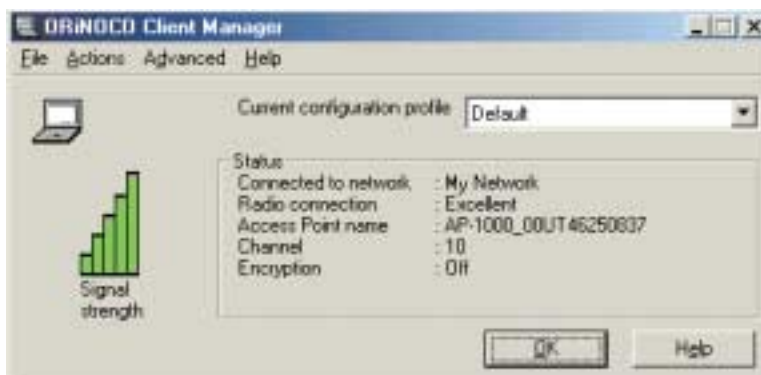 ORiNOCO Client Manager
File Actions Advanced Help
Current configuration profile Default
Status
Connected to network : My Network
Radio connection : Excellent
Access Point name : AP-1000_00UT46250837
Channel : 10
Encryption : Off
Signal
strength
OK Help